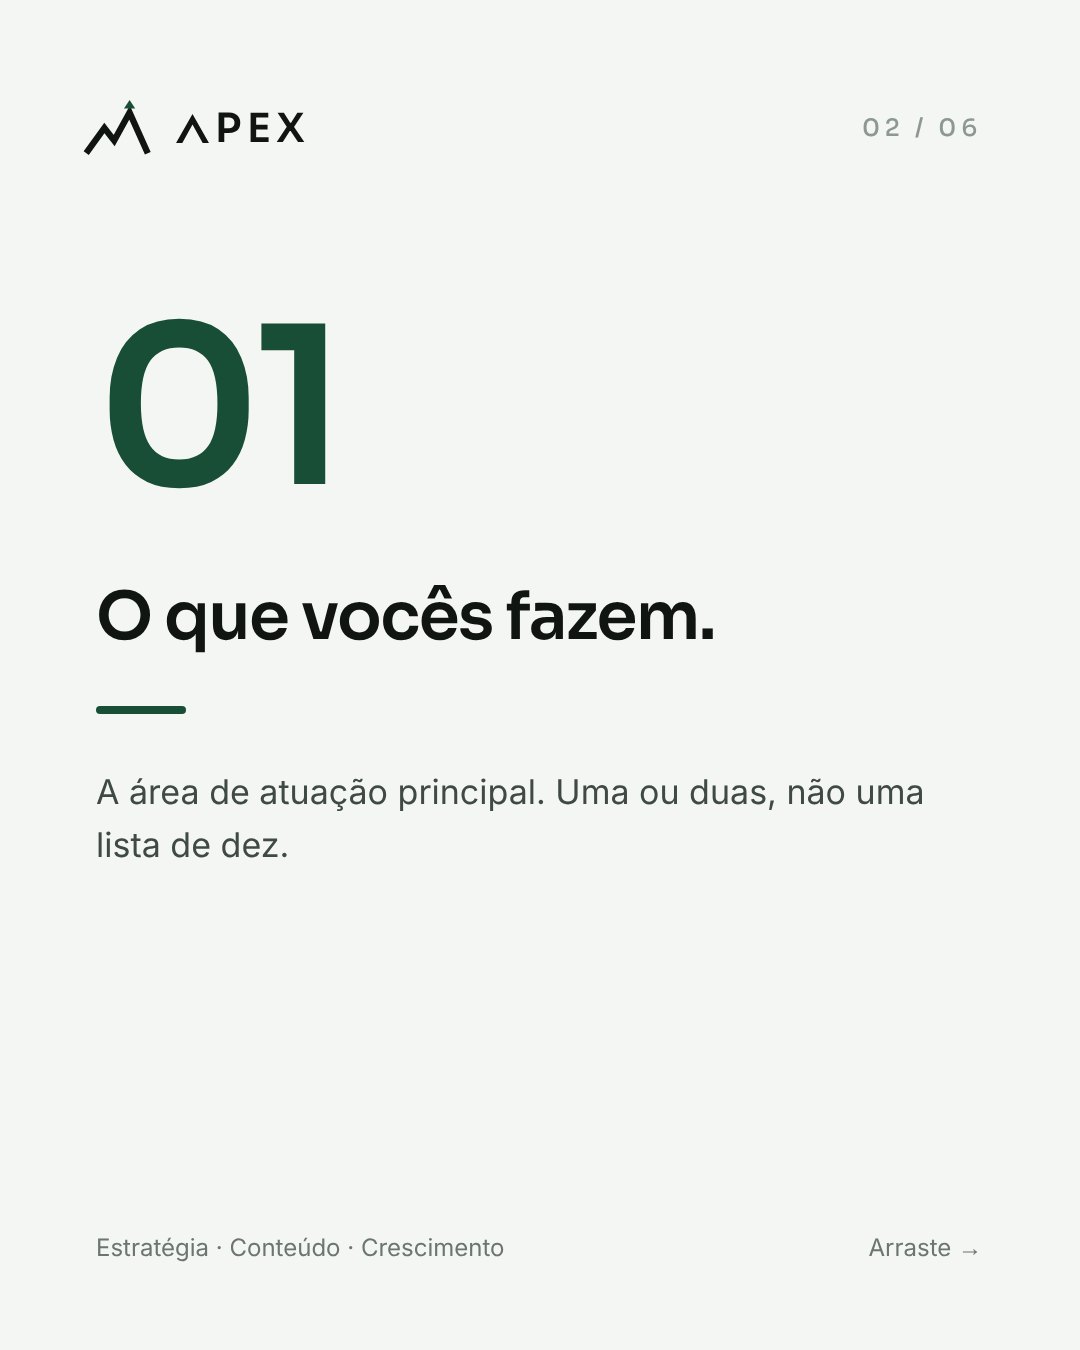 APEX
02 / 06
01
O que vocês fazem.
A área de atuação principal. Uma ou duas, não uma
lista de dez.
Estratégia · Conteúdo · Crescimento
Arraste →